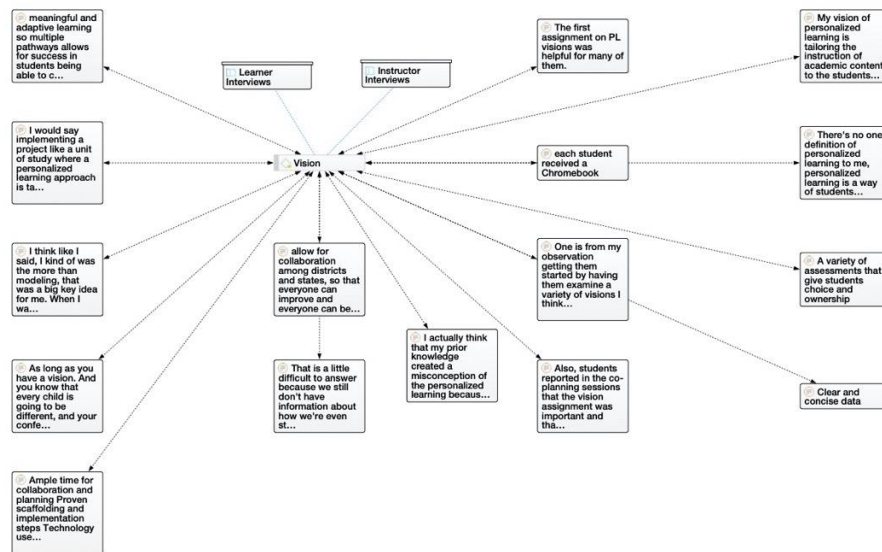 meaningful and
adaptive learning
so multiple
pathways allows
for success in
students being
able to c...
Learner
Interviews
Instructor
Interviews
The first
assignment on PL
visions was
helpful for many of
them.
My vision of
personalized
learning is
tailoring the
instruction of
academic content
to the students...
I would say
implementing a
project like a unit
of study where a
personalized
learning approach
is ta...
Vision
each student
received a
Chromebook
There's no one
definition of
personalized
learning to me,
personalized
learning is a way
of students...
I think like I
said, I kind of was
the more than
modeling, that
was a big key idea
for me. When I
wa...
allow for
collaboration
among districts
and states, so that
everyone can
improve and
everyone can be...
One is from my
observation
getting them
started by having
them examine a
variety of visions I
think...
A variety of
assessments that
give students
choice and
ownership
As long as you
have a vision. And
you know that
every child is
going to be
different, and your
confe...
That is a little
difficult to answer
because we still
don't have
information about
how we're even
st...
I actually think
that my prior
knowledge
created a
misconception of
the personalized
learning becaus...
Also, students
reported in the co-
planning sessions
that the vision
assignment was
important and
tha...
Clear and
concise data
Ample time for
collaboration and
planning Proven
scaffolding and
implementation
steps Technology
use...